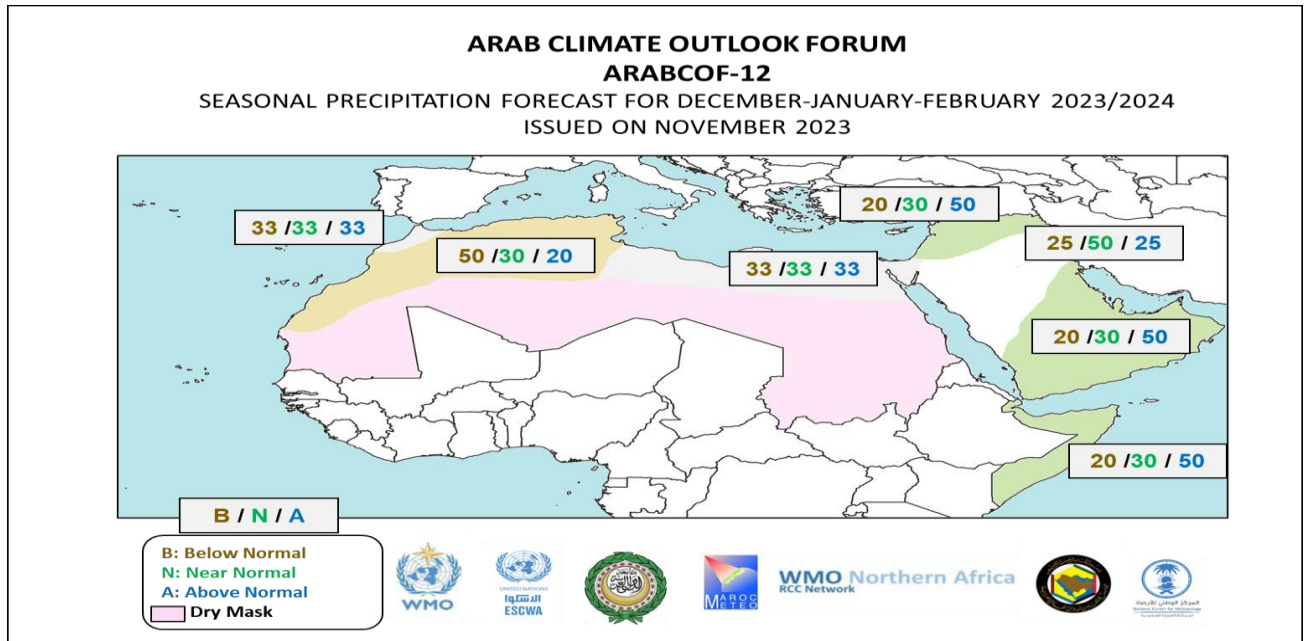 ARAB CLIMATE OUTLOOK FORUM
ARABCOF-12
SEASONAL PRECIPITATION FORECAST FOR DECEMBER-JANUARY-FEBRUARY 2023/2024
ISSUED ON NOVEMBER 2023
20 /30 / 50
33 /33 / 33
25 /50 / 25
50 /30 / 20
33 /33 / 33
20 /30 / 50
20 /30 / 50
B / N / A
B: Below Normal
N: Near Normal
A: Above Normal
Dry Mask
WMO
UNITED NATIONS
الاسكوا
ESCWA
MAROC
METEO
WMO Northern Africa
RCC Network
المركز الوطني للأرصاد